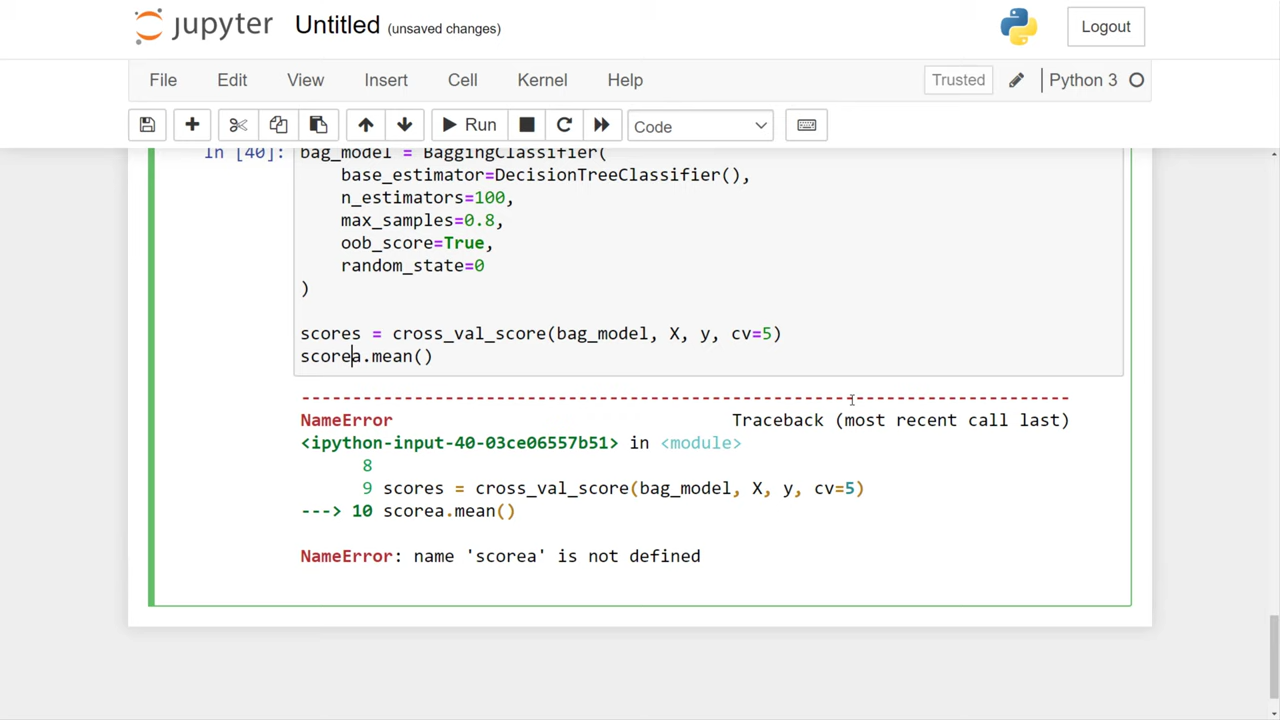 jupyter Untitled (unsaved changes) Logout
File Edit View Insert Cell Kernel Help Trusted Python 3
Run Code
In [40]: bag_model = BaggingClassifier(
base_estimator=DecisionTreeClassifier(),
n_estimators=100,
max_samples=0.8,
oob_score=True,
random_state=0
)
scores = cross_val_score(bag_model, X, y, cv=5)
scorea.mean()
---------------------------------------------------------------------------
NameError Traceback (most recent call last)
<ipython-input-40-03ce06557b51> in <module>
8
9 scores = cross_val_score(bag_model, X, y, cv=5)
---> 10 scorea.mean()
NameError: name 'scorea' is not defined